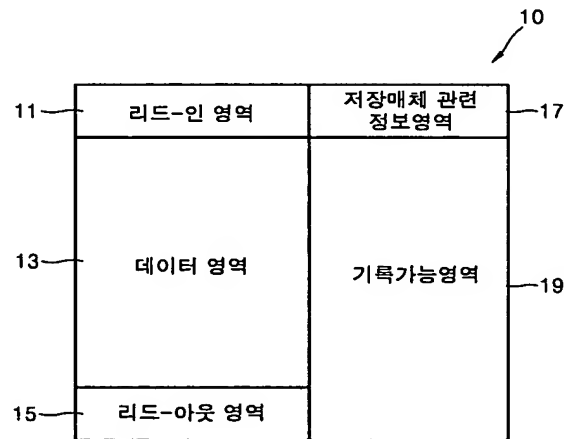 10
11
리드-인 영역
저장매체 관련
정보영역
17
13
데이터 영역
기록가능영역
19
15
리드-아웃 영역